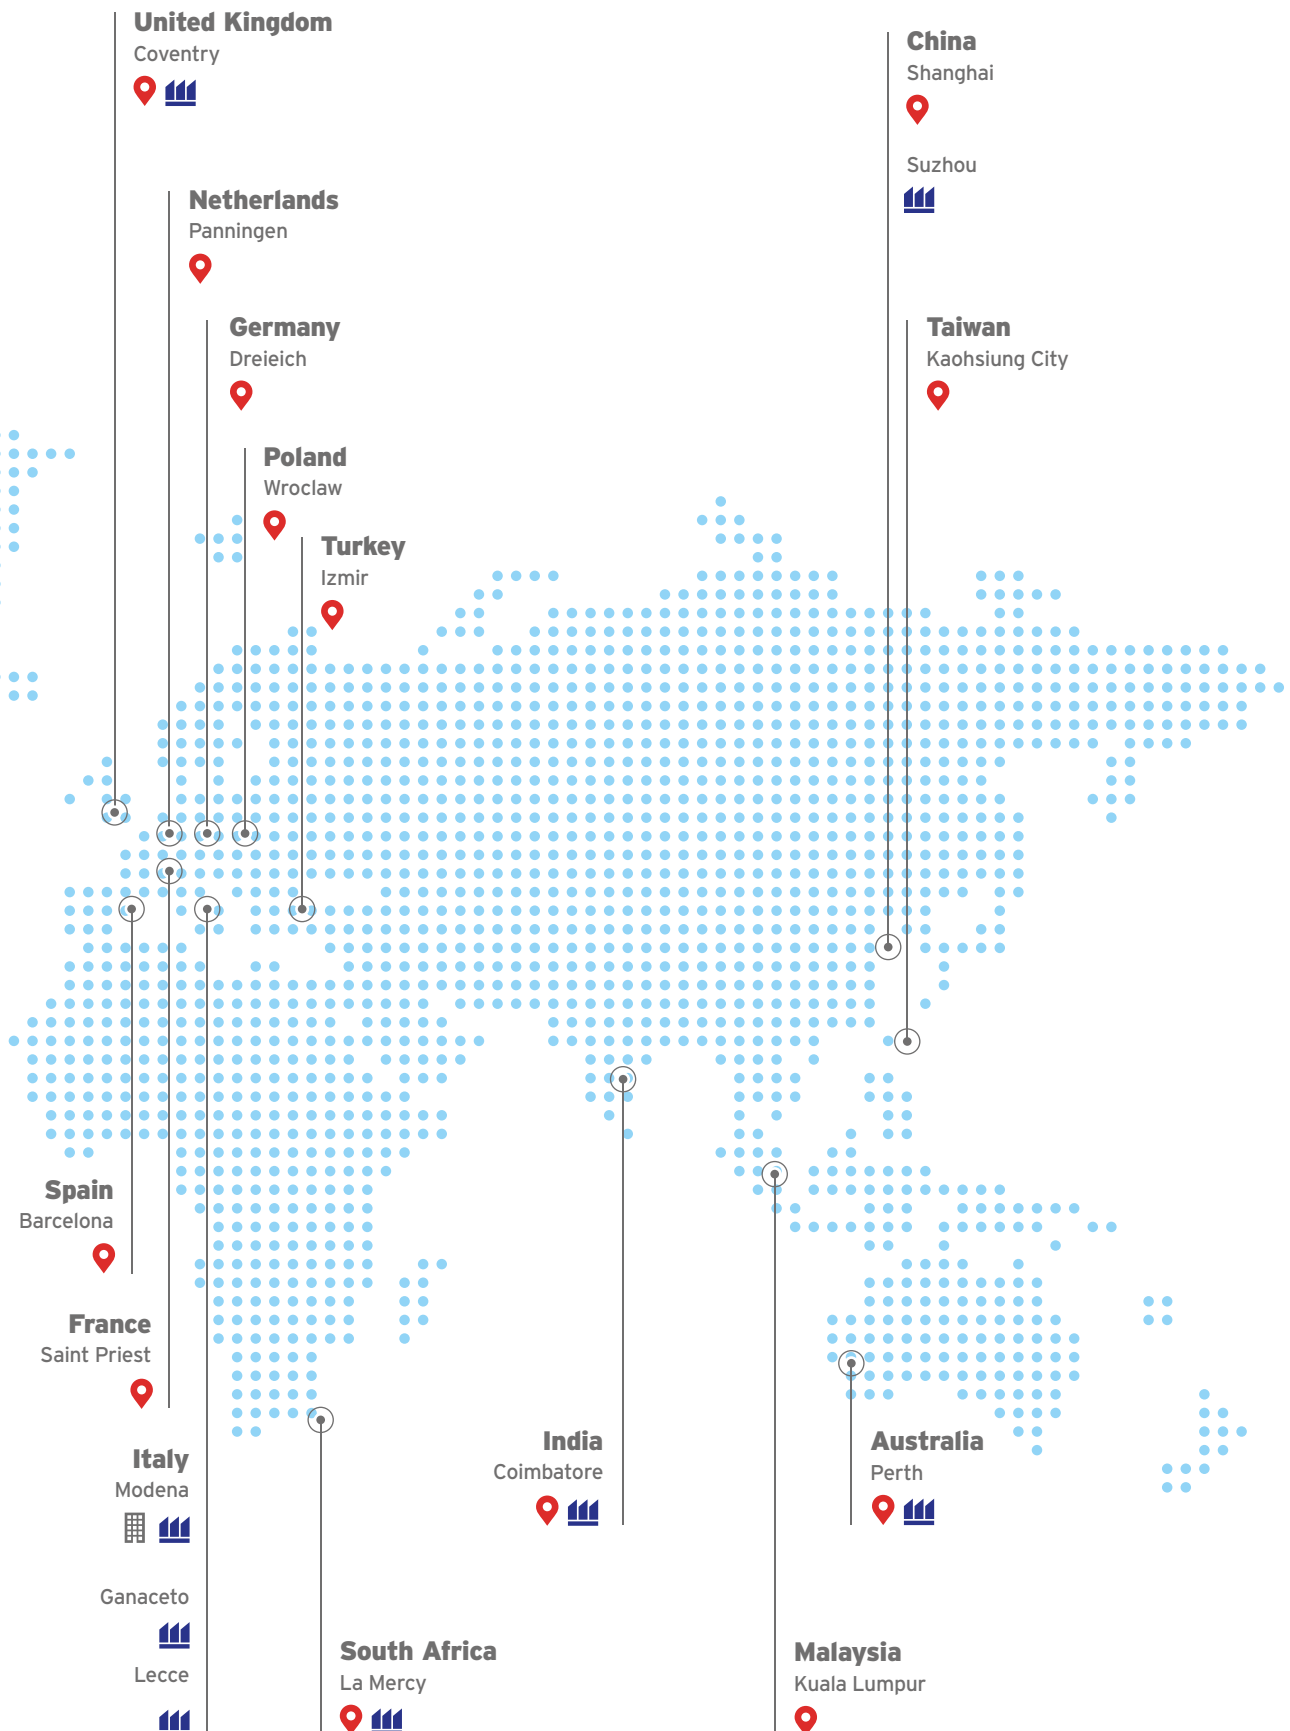 United Kingdom
Coventry
China
Shanghai
Suzhou
Netherlands
Panningen
Germany
Dreieich
Taiwan
Kaohsiung City
Poland
Wroclaw
Turkey
Izmir
Spain
Barcelona
France
Saint Priest
Italy
Modena
Ganaceto
Lecce
India
Coimbatore
Australia
Perth
South Africa
La Mercy
Malaysia
Kuala Lumpur